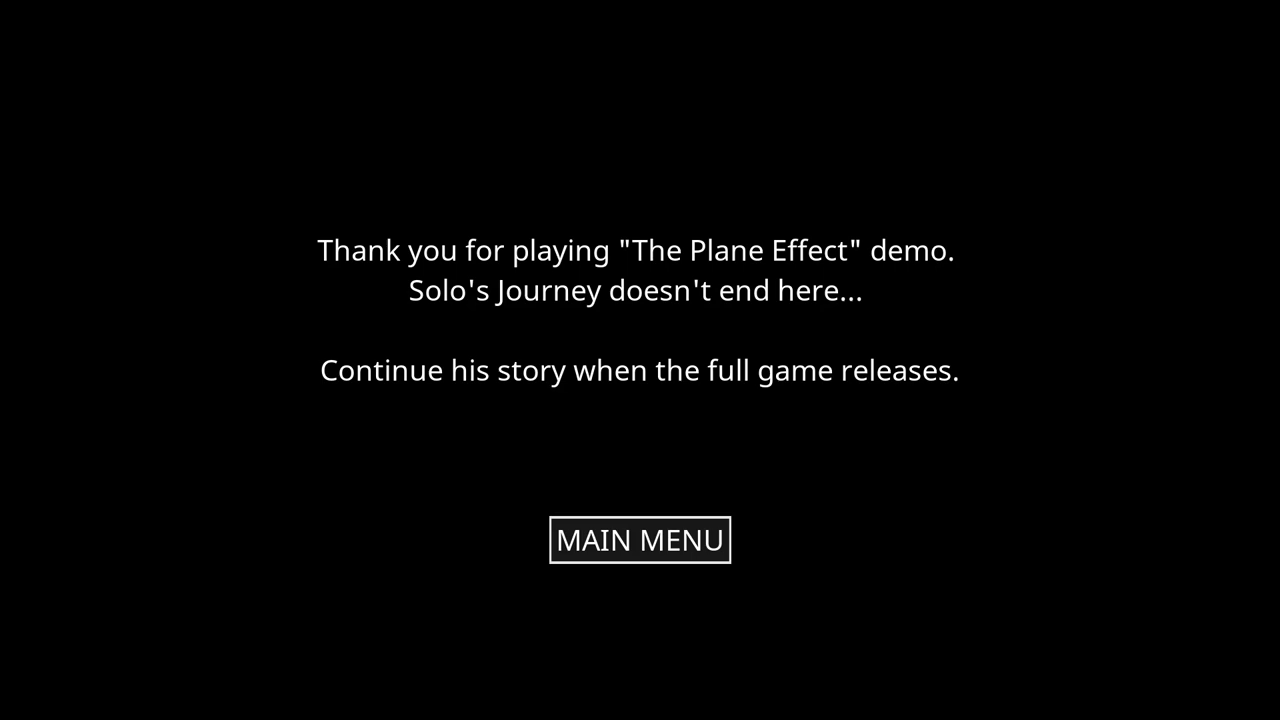 Thank you for playing "The Plane Effect" demo.
Solo's Journey doesn't end here...
Continue his story when the full game releases.
MAIN MENU